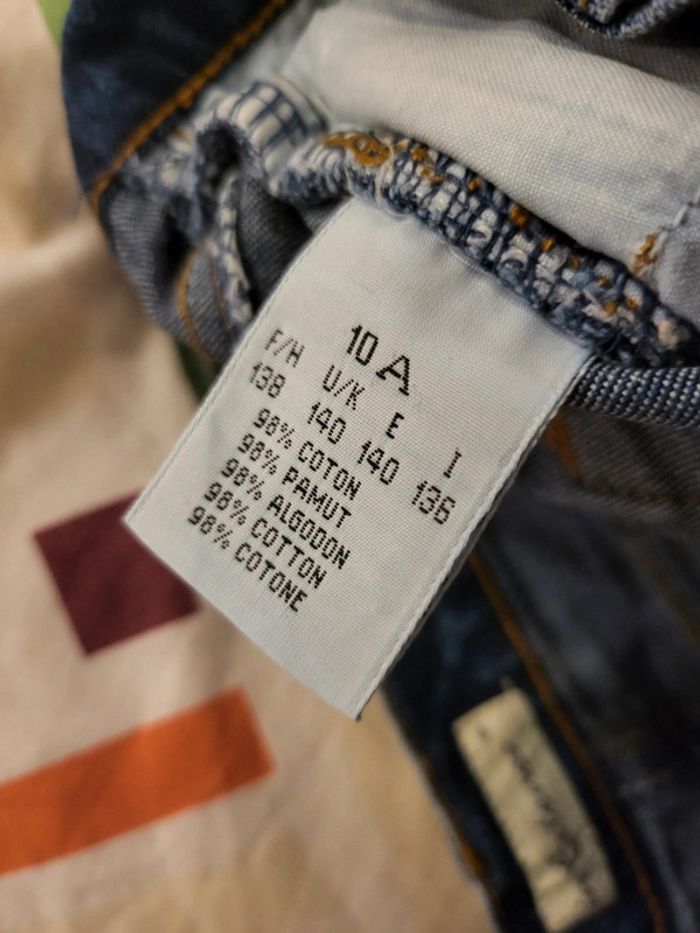 10 A
F/H U/K E I
138 140 140 136
98% COTON
98% PAMUT
98% ALGODON
98% COTTON
98% COTONE